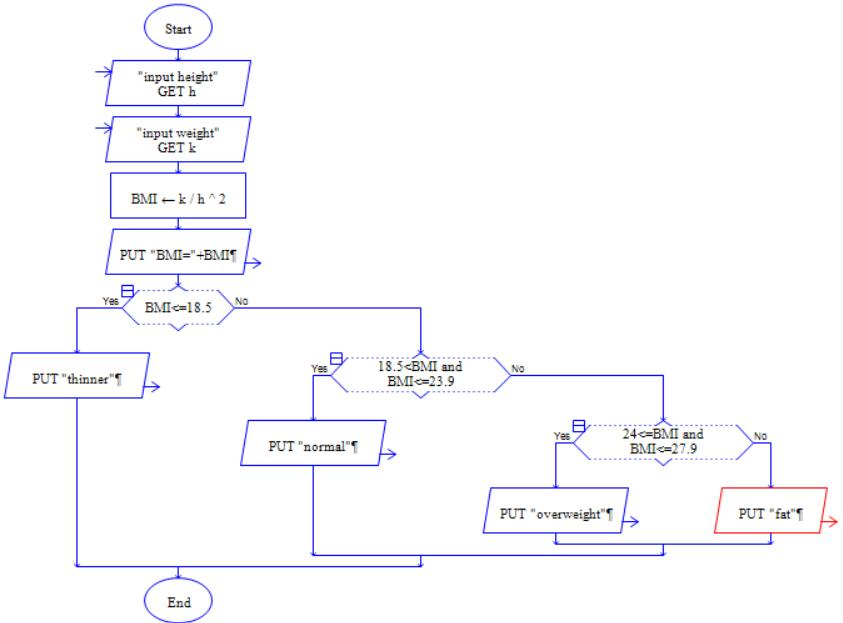 Start
"input height"
GET h
"input weight"
GET k
BMI ← k / h ^ 2
PUT "BMI="+BMI¶
Yes
BMI<=18.5
No
PUT "thinner"¶
Yes
18.5<BMI and
BMI<=23.9
No
PUT "normal"¶
Yes
24<=BMI and
BMI<=27.9
No
PUT "overweight"¶
PUT "fat"¶
End